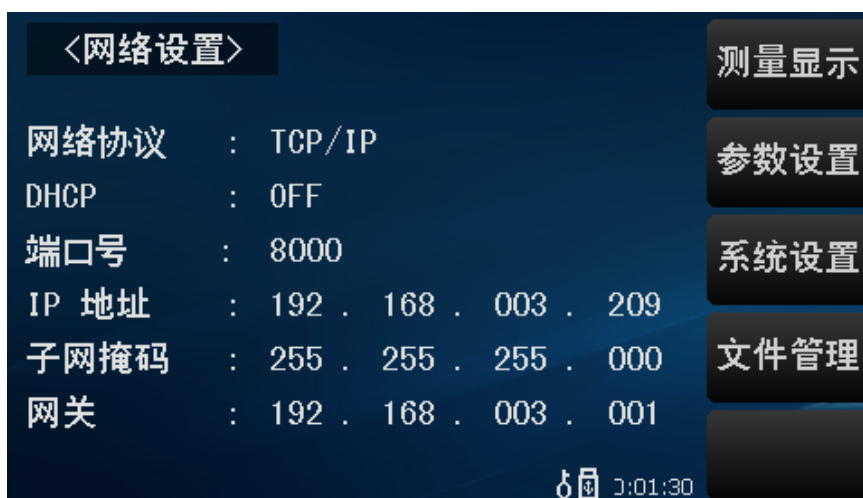 <网络设置>
网络协议 : TCP/IP
DHCP : OFF
端口号 : 8000
IP 地址 : 192 . 168 . 003 . 209
子网掩码 : 255 . 255 . 255 . 000
网关 : 192 . 168 . 003 . 001
测量显示
参数设置
系统设置
文件管理
:01:30